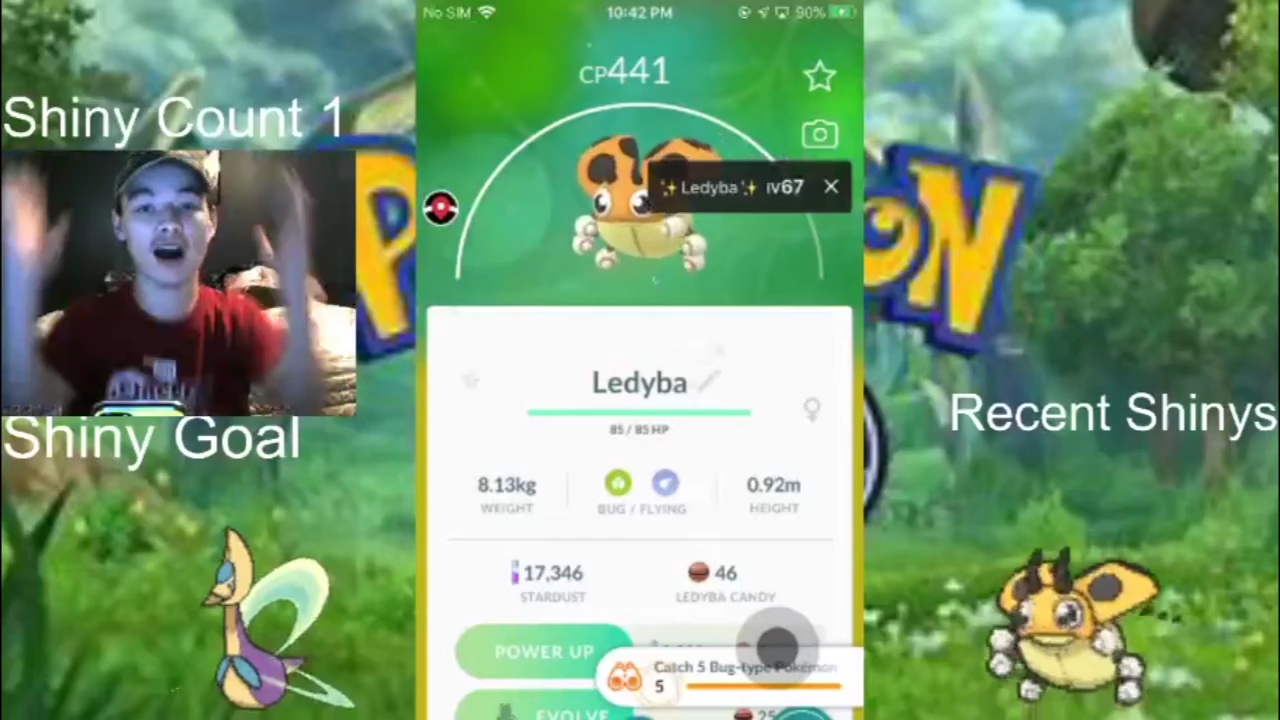 No SIM 10:42 PM 90%
CP441
Shiny Count 1
✨Ledyba✨ IV67 ✕
Ledyba
85 / 85 HP
Recent Shinys
Shiny Goal
8.13kg 0.92m
WEIGHT BUG / FLYING HEIGHT
17,346 46
STARDUST LEDYBA CANDY
POWER UP
Catch 5 Bug-type Pokémon
5
EVOLVE 25